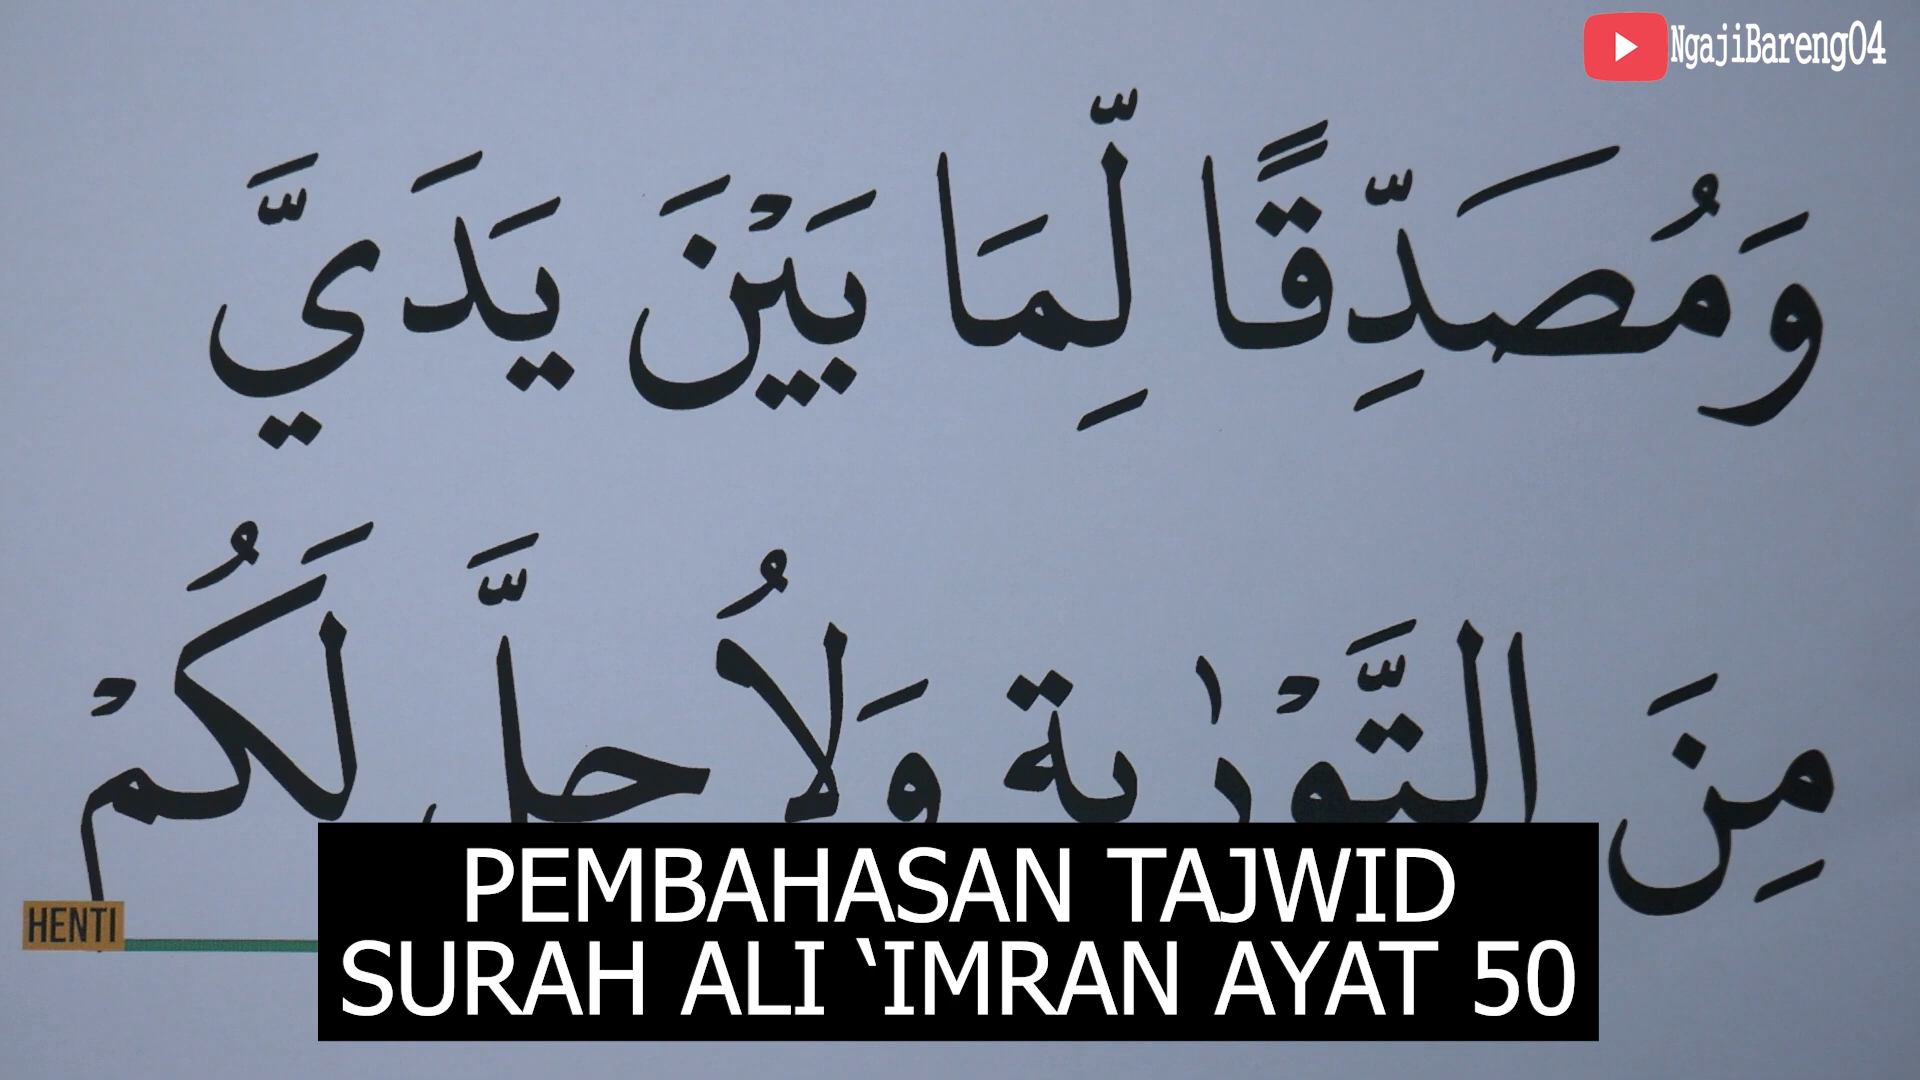 NgajiBareng04
وَمُصَدِّقًا لِّمَا بَيْنَ يَدَيَّ
مِنَ التَّوْرٰىةِ وَلِاُحِلَّ لَكُمْ
HENTI
PEMBAHASAN TAJWID
SURAH ALI ‘IMRAN AYAT 50